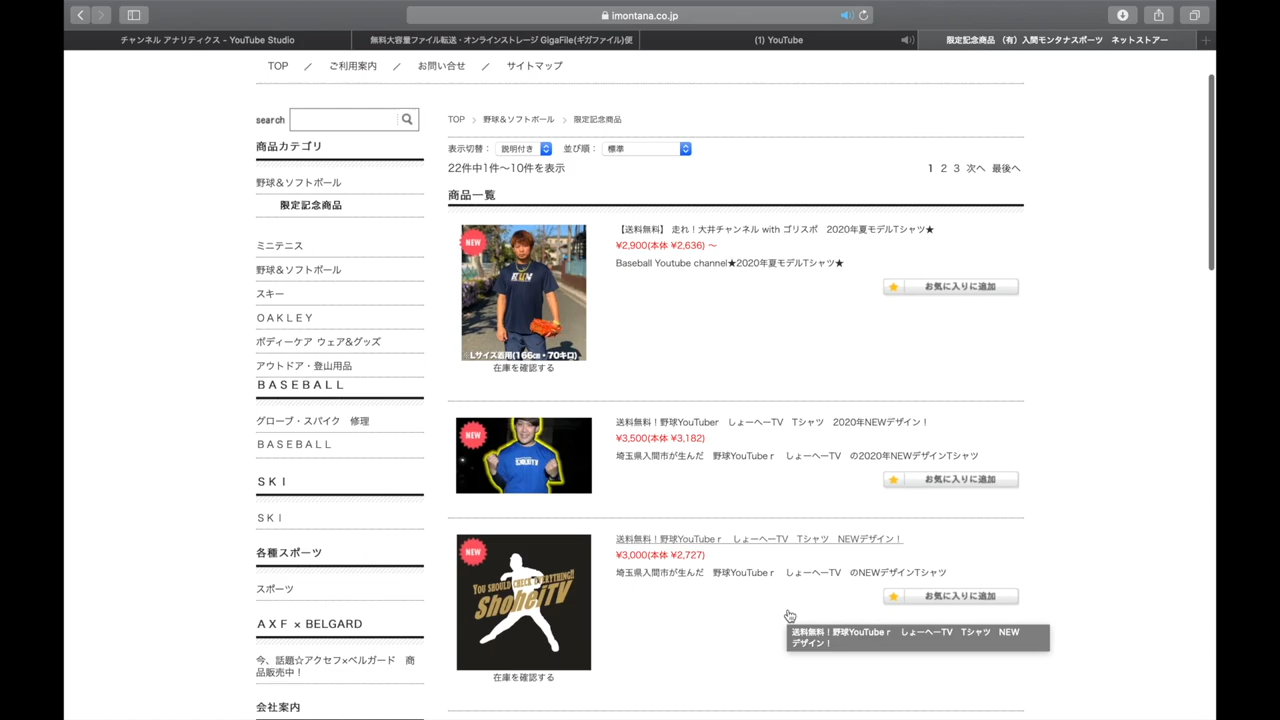 imontana.co.jp
チャンネル アナリティクス - YouTube Studio
無料大容量ファイル転送・オンラインストレージ GigaFile(ギガファイル)便
(1) YouTube
限定記念商品 （有）入間モンタナスポーツ　ネットストアー
TOP ／ ご利用案内 ／ お問い合せ ／ サイトマップ
search
商品カテゴリ
野球＆ソフトボール
限定記念商品
ミニテニス
野球＆ソフトボール
スキー
ＯＡＫＬＥＹ
ボディーケア ウェア&グッズ
アウトドア・登山用品
ＢＡＳＥＢＡＬＬ
グローブ・スパイク　修理
ＢＡＳＥＢＡＬＬ
ＳＫＩ
ＳＫＩ
各種スポーツ
スポーツ
ＡＸＦ × BELGARD
今、話題☆アクセフ×ベルガード　商
品販売中！
会社案内
TOP 〉 野球＆ソフトボール 〉 限定記念商品
表示切替： 説明付き 並び順： 標準
22件中1件〜10件を表示
1 2 3 次へ 最後へ
商品一覧
NEW
RUN
Lサイズ着用(166㎝・70キロ)
在庫を確認する
【送料無料】 走れ！大井チャンネル with ゴリスポ　2020年夏モデルTシャツ★
¥2,900(本体 ¥2,636) 〜
Baseball Youtube channel★2020年夏モデルTシャツ★
お気に入りに追加
NEW
送料無料！野球YouTuber　しょーへーTV　Tシャツ　2020年NEWデザイン！
¥3,500(本体 ¥3,182)
埼玉県入間市が生んだ　野球YouTubeｒ　しょーへーTV　の2020年NEWデザインTシャツ
お気に入りに追加
NEW
YOU SHOULD CHECK EVERYTHING!!
ShoheiTV
在庫を確認する
送料無料！野球YouTubeｒ　しょーへーTV　Tシャツ　NEWデザイン！
¥3,000(本体 ¥2,727)
埼玉県入間市が生んだ　野球YouTubeｒ　しょーへーTV　のNEWデザインTシャツ
お気に入りに追加
送料無料！野球YouTubeｒ　しょーへーTV　Tシャツ　NEW
デザイン！